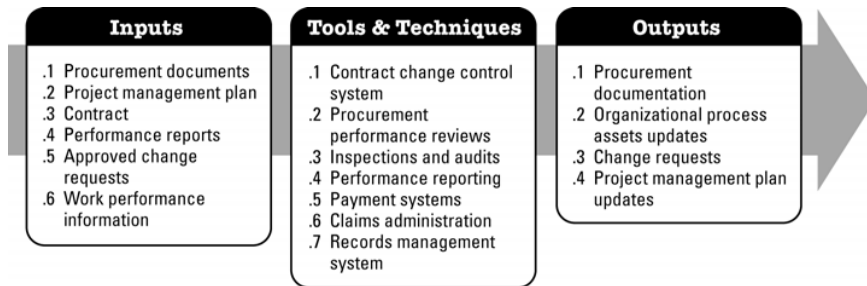 Inputs
.1 Procurement documents
.2 Project management plan
.3 Contract
.4 Performance reports
.5 Approved change
requests
.6 Work performance
information
Tools & Techniques
.1 Contract change control
system
.2 Procurement
performance reviews
.3 Inspections and audits
.4 Performance reporting
.5 Payment systems
.6 Claims administration
.7 Records management
system
Outputs
.1 Procurement
documentation
.2 Organizational process
assets updates
.3 Change requests
.4 Project management plan
updates